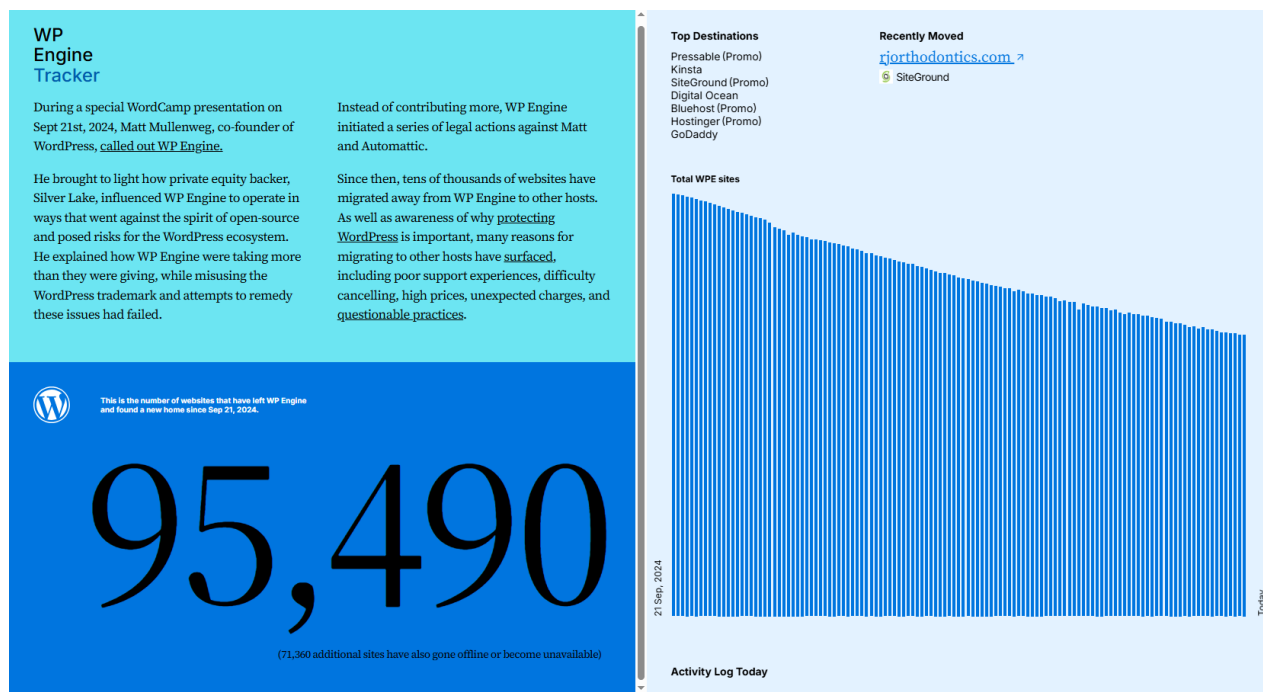 WP
Engine
Tracker
During a special WordCamp presentation on
Sept 21st, 2024, Matt Mullenweg, co-founder of
WordPress, called out WP Engine.
He brought to light how private equity backer,
Silver Lake, influenced WP Engine to operate in
ways that went against the spirit of open-source
and posed risks for the WordPress ecosystem.
He explained how WP Engine were taking more
than they were giving, while misusing the
WordPress trademark and attempts to remedy
these issues had failed.
Instead of contributing more, WP Engine
initiated a series of legal actions against Matt
and Automattic.
Since then, tens of thousands of websites have
migrated away from WP Engine to other hosts.
As well as awareness of why protecting
WordPress is important, many reasons for
migrating to other hosts have surfaced,
including poor support experiences, difficulty
cancelling, high prices, unexpected charges, and
questionable practices.
This is the number of websites that have left WP Engine
and found a new home since Sep 21, 2024.
95,490
(71,360 additional sites have also gone offline or become unavailable)
Top Destinations
Pressable (Promo)
Kinsta
SiteGround (Promo)
Digital Ocean
Bluehost (Promo)
Hostinger (Promo)
GoDaddy
Recently Moved
rjorthodontics.com ↗
SiteGround
Total WPE sites
21 Sep, 2024
Today
Activity Log Today